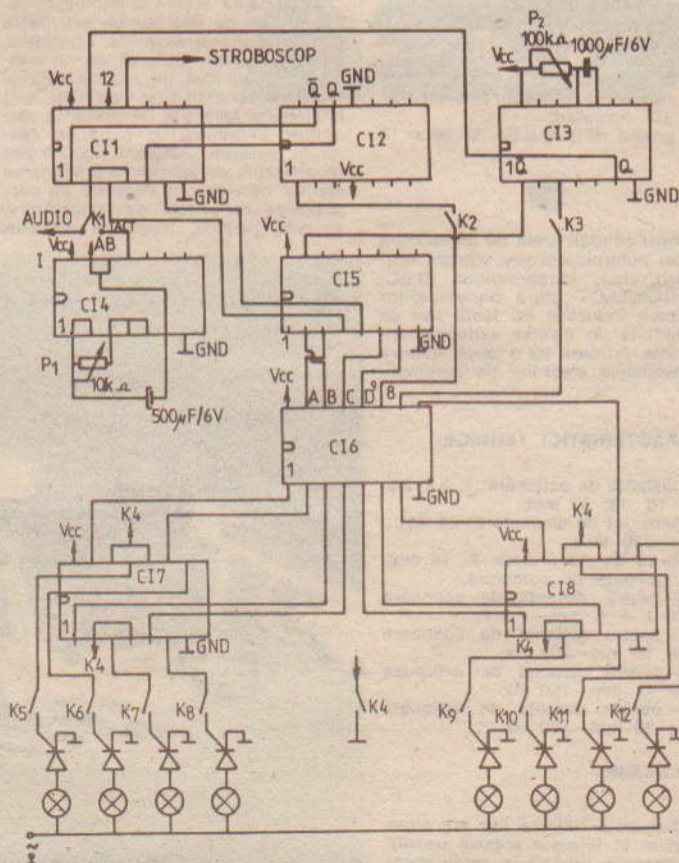 P2
100kΩ 1000µF/6V
Vcc
STROBOSCOP
Vcc 12
Q̄ Q GND
CI1
CI2
CI3
1
1
1Q̄ Q
GND
Vcc
GND
AUDIO K1
ACT
K2
K3
I Vcc AB
Vcc
CI4
CI5
1
1
GND
GND
P1
10kΩ
500µF/6V
Vcc
A B C D 9 8
CI6
1
GND
K4
K4
Vcc
Vcc
CI7
CI8
1
1
GND
GND
K4
K4
K5 K6 K7 K8
K4
K9 K10 K11 K12